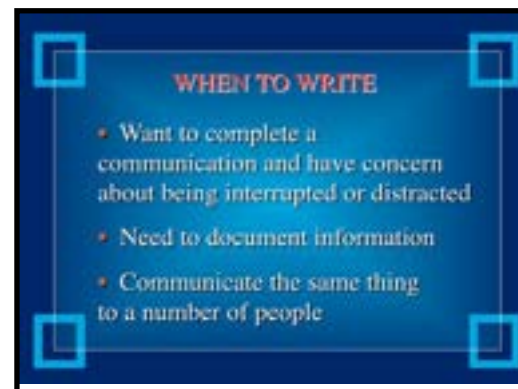 WHEN TO WRITE
• Want to complete a
communication and have concern
about being interrupted or distracted
• Need to document information
• Communicate the same thing
to a number of people